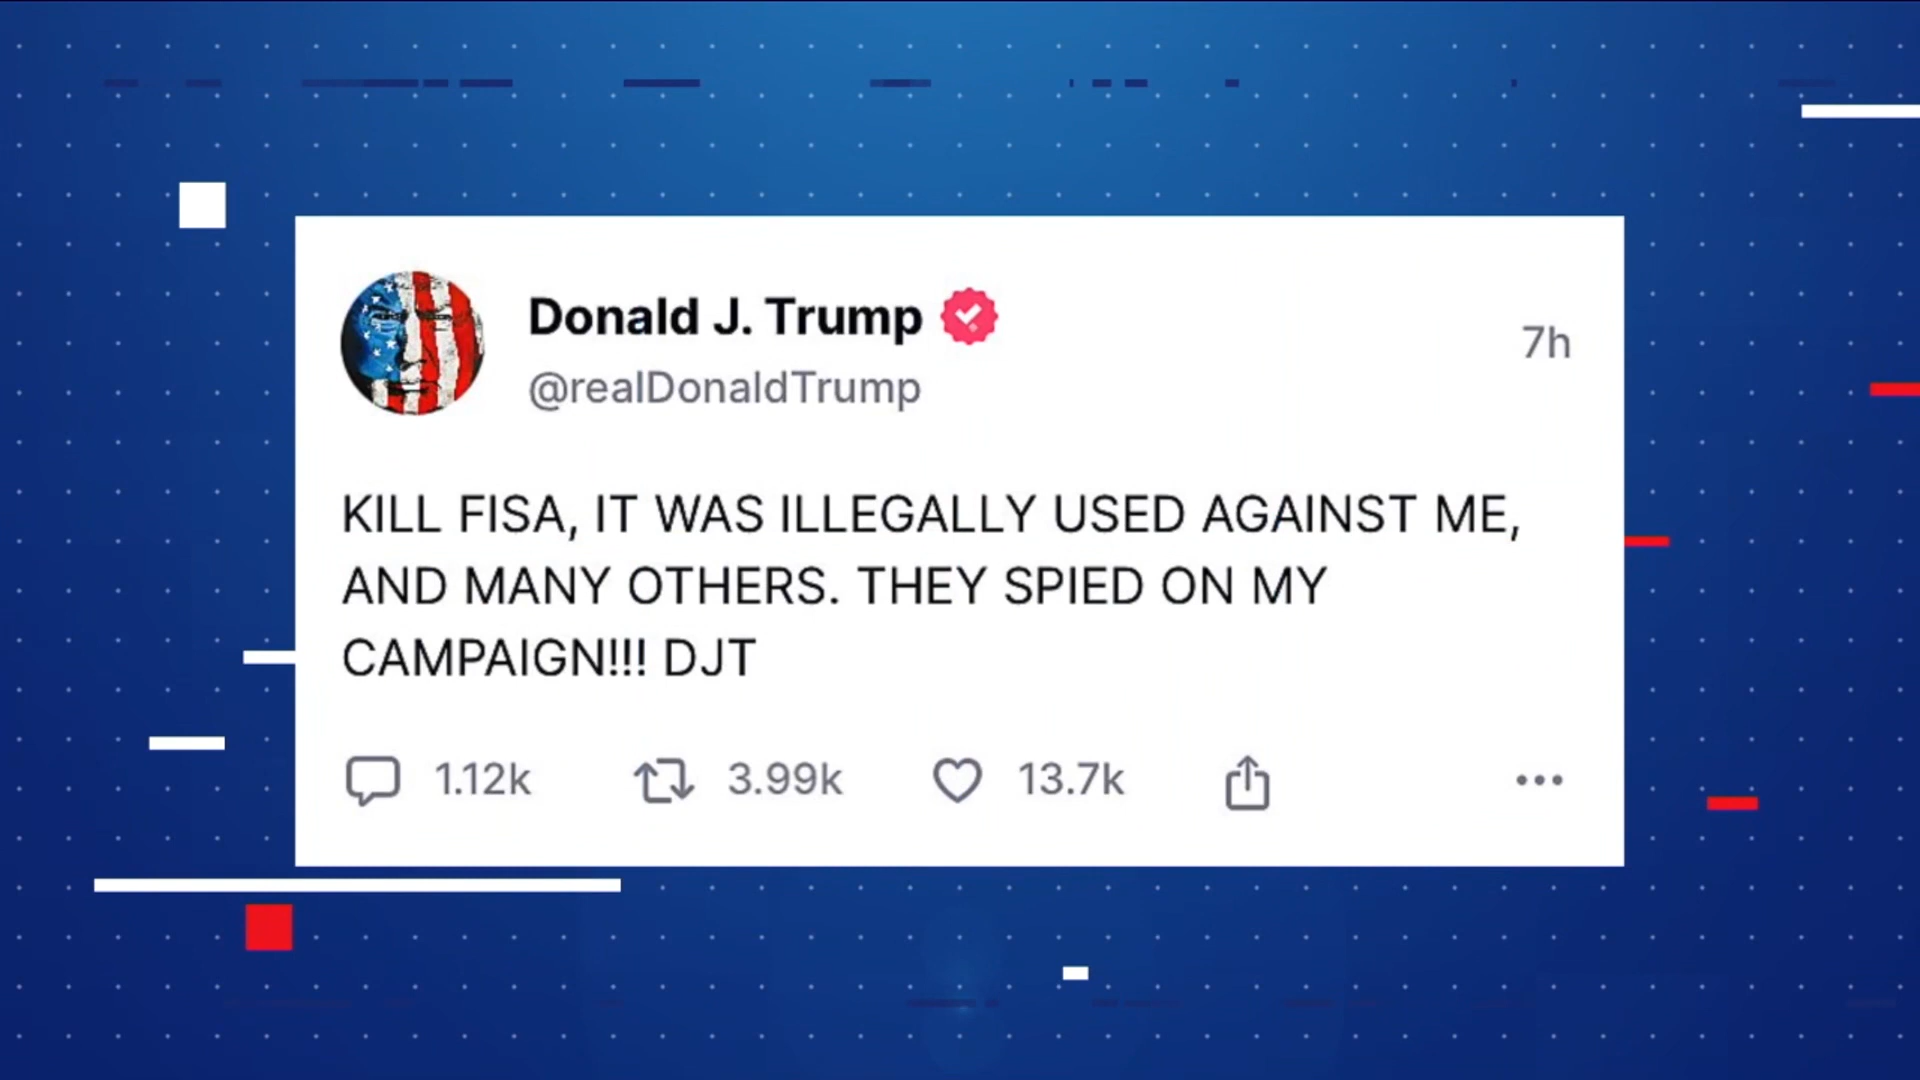 Donald J. Trump
@realDonaldTrump
7h
KILL FISA, IT WAS ILLEGALLY USED AGAINST ME,
AND MANY OTHERS. THEY SPIED ON MY
CAMPAIGN!!! DJT
1.12k 3.99k 13.7k